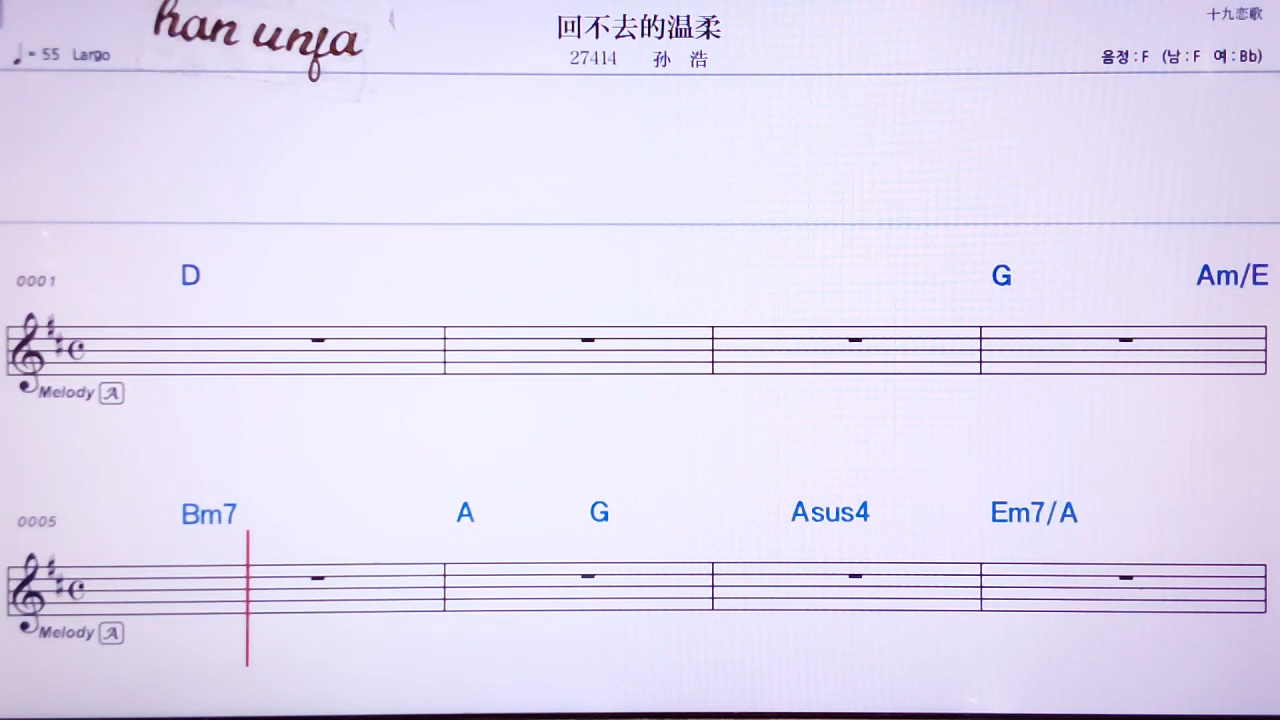 han unfa
回不去的温柔
十九恋歌
♩= 55 Largo
27414 孙 浩
음정 : F (남 : F 여 : Bb)
0001 D G Am/E
Melody A
0005 Bm7 A G Asus4 Em7/A
Melody A